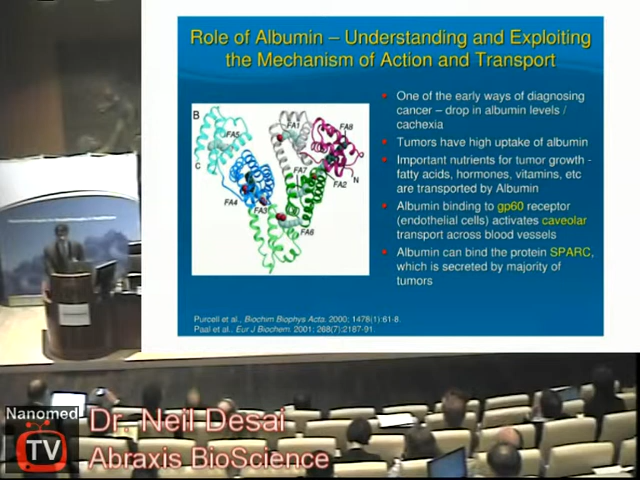 Role of Albumin – Understanding and Exploiting
the Mechanism of Action and Transport
B
FA5
C
FA4
FA3
FA1
FA8
FA7
FA2
N
FA6
• One of the early ways of diagnosing
cancer – drop in albumin levels /
cachexia
• Tumors have high uptake of albumin
• Important nutrients for tumor growth -
fatty acids, hormones, vitamins, etc
are transported by Albumin
• Albumin binding to gp60 receptor
(endothelial cells) activates caveolar
transport across blood vessels
• Albumin can bind the protein SPARC,
which is secreted by majority of
tumors
Purcell et al., Biochim Biophys Acta. 2000; 1478(1):61-8.
Paal et al., Eur J Biochem. 2001; 268(7):2187-91.
Nanomed
TV
Dr. Neil Desai
Abraxis BioScience